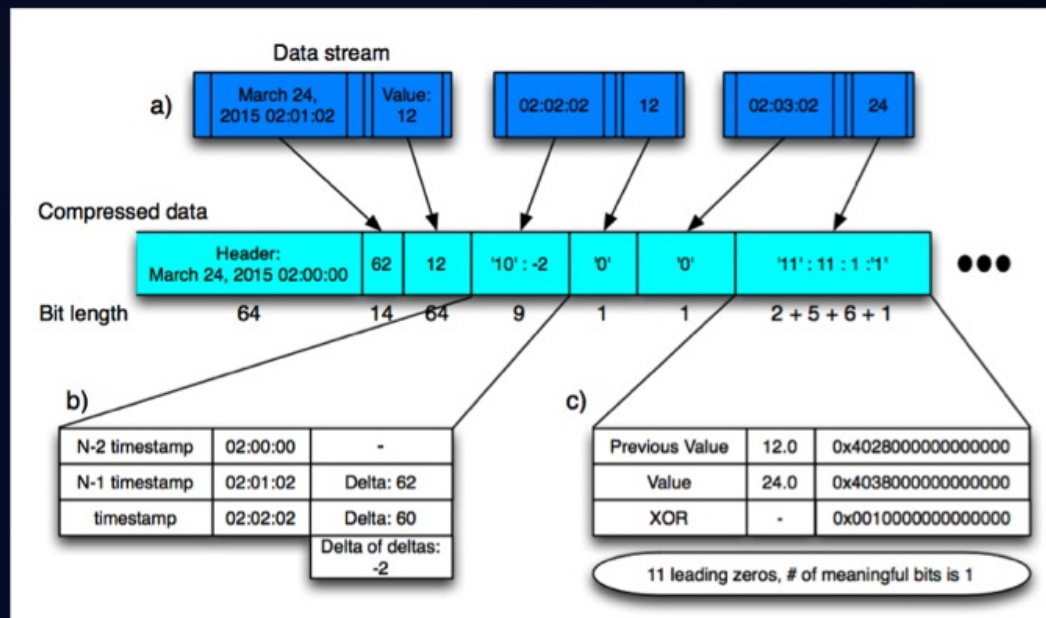 Data stream
a)
March 24,
2015 02:01:02
Value:
12
02:02:02
12
02:03:02
24
Compressed data
Header:
March 24, 2015 02:00:00
62
12
'10' : -2
'0'
'0'
'11' : 11 : 1 :'1'
Bit length
64
14
64
9
1
1
2 + 5 + 6 + 1
b)
N-2 timestamp 02:00:00 -
N-1 timestamp 02:01:02 Delta: 62
timestamp 02:02:02 Delta: 60
Delta of deltas:
-2
c)
Previous Value 12.0 0x4028000000000000
Value 24.0 0x4038000000000000
XOR - 0x0010000000000000
11 leading zeros, # of meaningful bits is 1